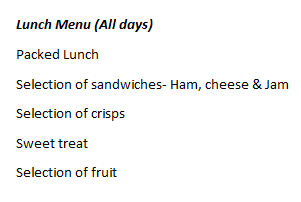 Lunch Menu (All days)
Packed Lunch
Selection of sandwiches- Ham, cheese & Jam
Selection of crisps
Sweet treat
Selection of fruit